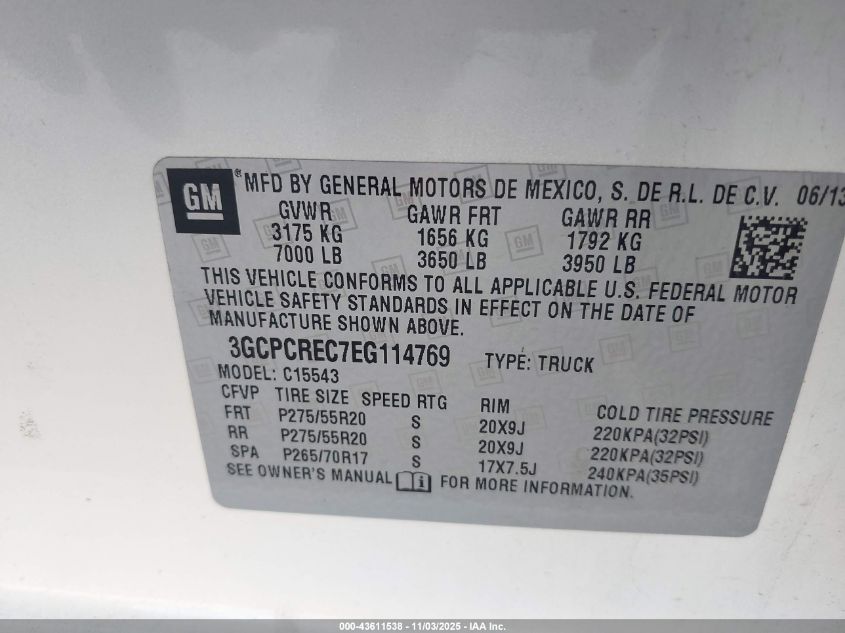 GM ® MFD BY GENERAL MOTORS DE MEXICO, S. DE R.L. DE C.V. 06/13
GVWR GAWR FRT GAWR RR
3175 KG 1656 KG 1792 KG
7000 LB 3650 LB 3950 LB
THIS VEHICLE CONFORMS TO ALL APPLICABLE U.S. FEDERAL MOTOR
VEHICLE SAFETY STANDARDS IN EFFECT ON THE DATE OF
MANUFACTURE SHOWN ABOVE.
3GCPCREC7EG114769 TYPE: TRUCK
MODEL: C15543
CFVP TIRE SIZE SPEED RTG RIM COLD TIRE PRESSURE
FRT P275/55R20 S 20X9J 220KPA(32PSI)
RR P275/55R20 S 20X9J 220KPA(32PSI)
SPA P265/70R17 S 17X7.5J 240KPA(35PSI)
SEE OWNER'S MANUAL i FOR MORE INFORMATION.
000-43611538 - 11/03/2025 - IAA Inc.